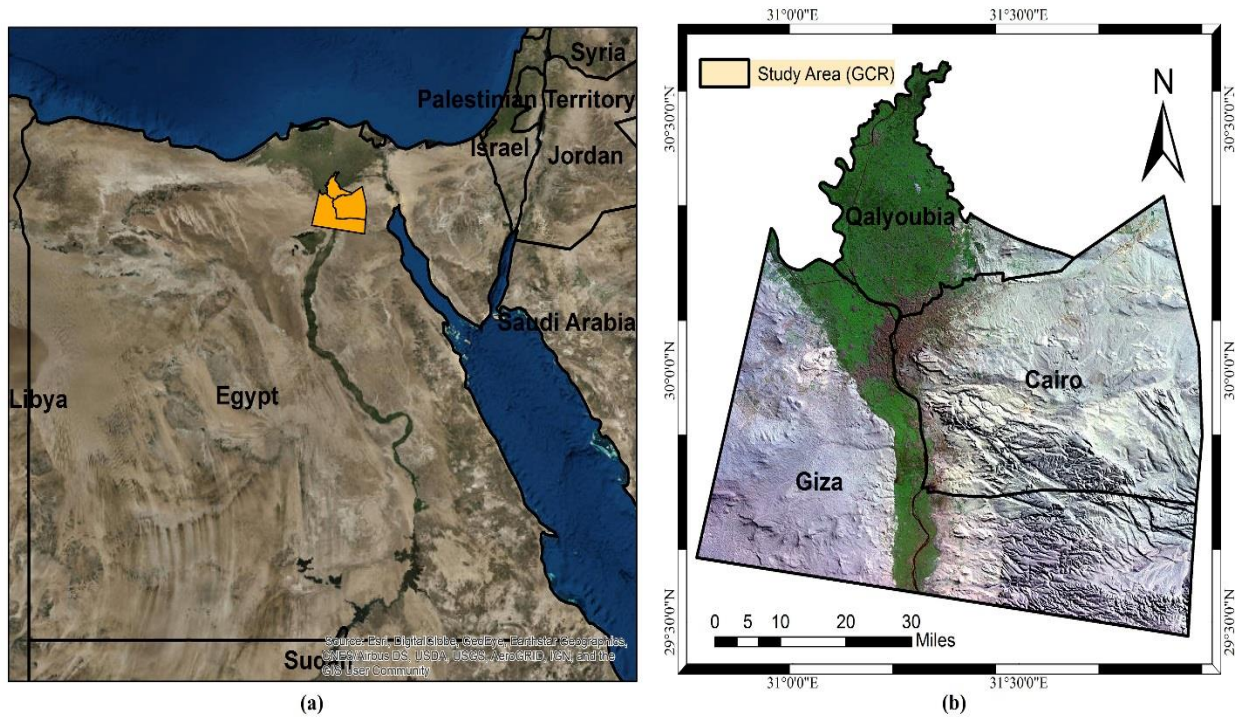 Syria
Palestinian Territory
Israel
Jordan
Saudi Arabia
Libya
Egypt
Source: Esri, DigitalGlobe, GeoEye, Earthstar Geographics,
CNES/Airbus DS, USDA, USGS, AeroGRID, IGN, and the
GIS User Community
(a)
31°0'0"E
31°30'0"E
Study Area (GCR)
N
30°30'0"N
30°30'0"N
Qalyoubia
30°0'0"N
30°0'0"N
Cairo
Giza
29°30'0"N
29°30'0"N
0 5 10 20 30
Miles
31°0'0"E
31°30'0"E
(b)